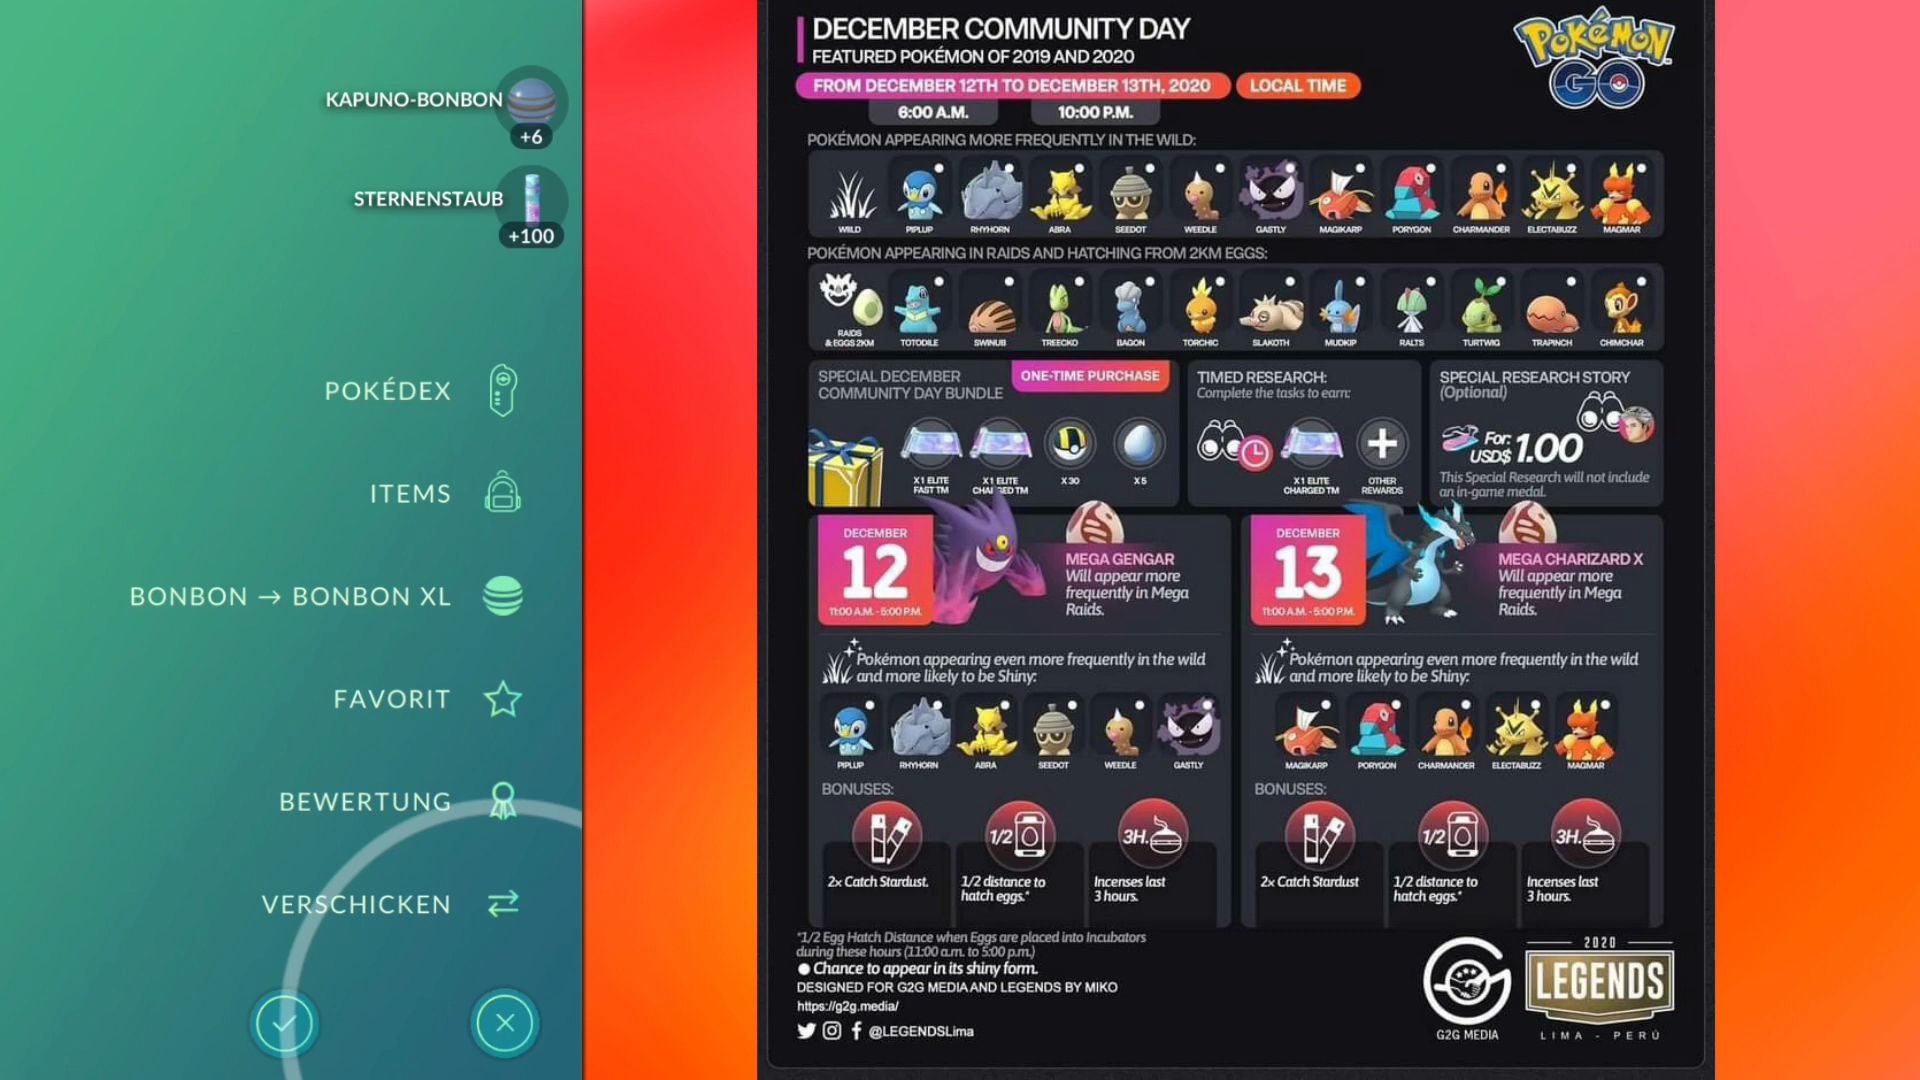 KAPUNO-BONBON
+6
STERNENSTAUB
+100
POKÉDEX
ITEMS
BONBON → BONBON XL
FAVORIT
BEWERTUNG
VERSCHICKEN
DECEMBER COMMUNITY DAY
FEATURED POKÉMON OF 2019 AND 2020
FROM DECEMBER 12TH TO DECEMBER 13TH, 2020 LOCAL TIME
6:00 A.M. 10:00 P.M.
POKÉMON GO
POKÉMON APPEARING MORE FREQUENTLY IN THE WILD:
WILD PIPLUP RHYHORN ABRA SEEDOT WEEDLE GASTLY MAGIKARP PORYGON CHARMANDER ELECTABUZZ MAGMAR
POKÉMON APPEARING IN RAIDS AND HATCHING FROM 2KM EGGS:
RAIDS
& EGGS 2KM TOTODILE SWINUB TREECKO BAGON TORCHIC SLAKOTH MUDKIP RALTS TURTWIG TRAPINCH CHIMCHAR
SPECIAL DECEMBER
COMMUNITY DAY BUNDLE
ONE-TIME PURCHASE
X 1 ELITE
FAST TM
X 1 ELITE
CHARGED TM
X 30
X 5
TIMED RESEARCH:
Complete the tasks to earn:
X 1 ELITE
CHARGED TM
OTHER
REWARDS
SPECIAL RESEARCH STORY
(Optional)
For:
USD$ 1.00
This Special Research will not include
an in-game medal.
DECEMBER
12
11:00 A.M. - 5:00 P.M.
MEGA GENGAR
Will appear more
frequently in Mega
Raids.
Pokémon appearing even more frequently in the wild
and more likely to be Shiny:
PIPLUP RHYHORN ABRA SEEDOT WEEDLE GASTLY
BONUSES:
1/2
3H.
2x Catch Stardust.
1/2 distance to
hatch eggs.*
Incenses last
3 hours.
DECEMBER
13
11:00 A.M. - 5:00 P.M.
MEGA CHARIZARD X
Will appear more
frequently in Mega
Raids.
Pokémon appearing even more frequently in the wild
and more likely to be Shiny:
MAGIKARP PORYGON CHARMANDER ELECTABUZZ MAGMAR
BONUSES:
1/2
3H.
2x Catch Stardust
1/2 distance to
hatch eggs.*
Incenses last
3 hours.
*1/2 Egg Hatch Distance when Eggs are placed into Incubators
during these hours (11:00 a.m. to 5:00 p.m.)
Chance to appear in its shiny form.
DESIGNED FOR G2G MEDIA AND LEGENDS BY MIKO
https://g2g.media/
@LEGENDSLima
G2G MEDIA
2020
LEGENDS
LIMA - PERÚ